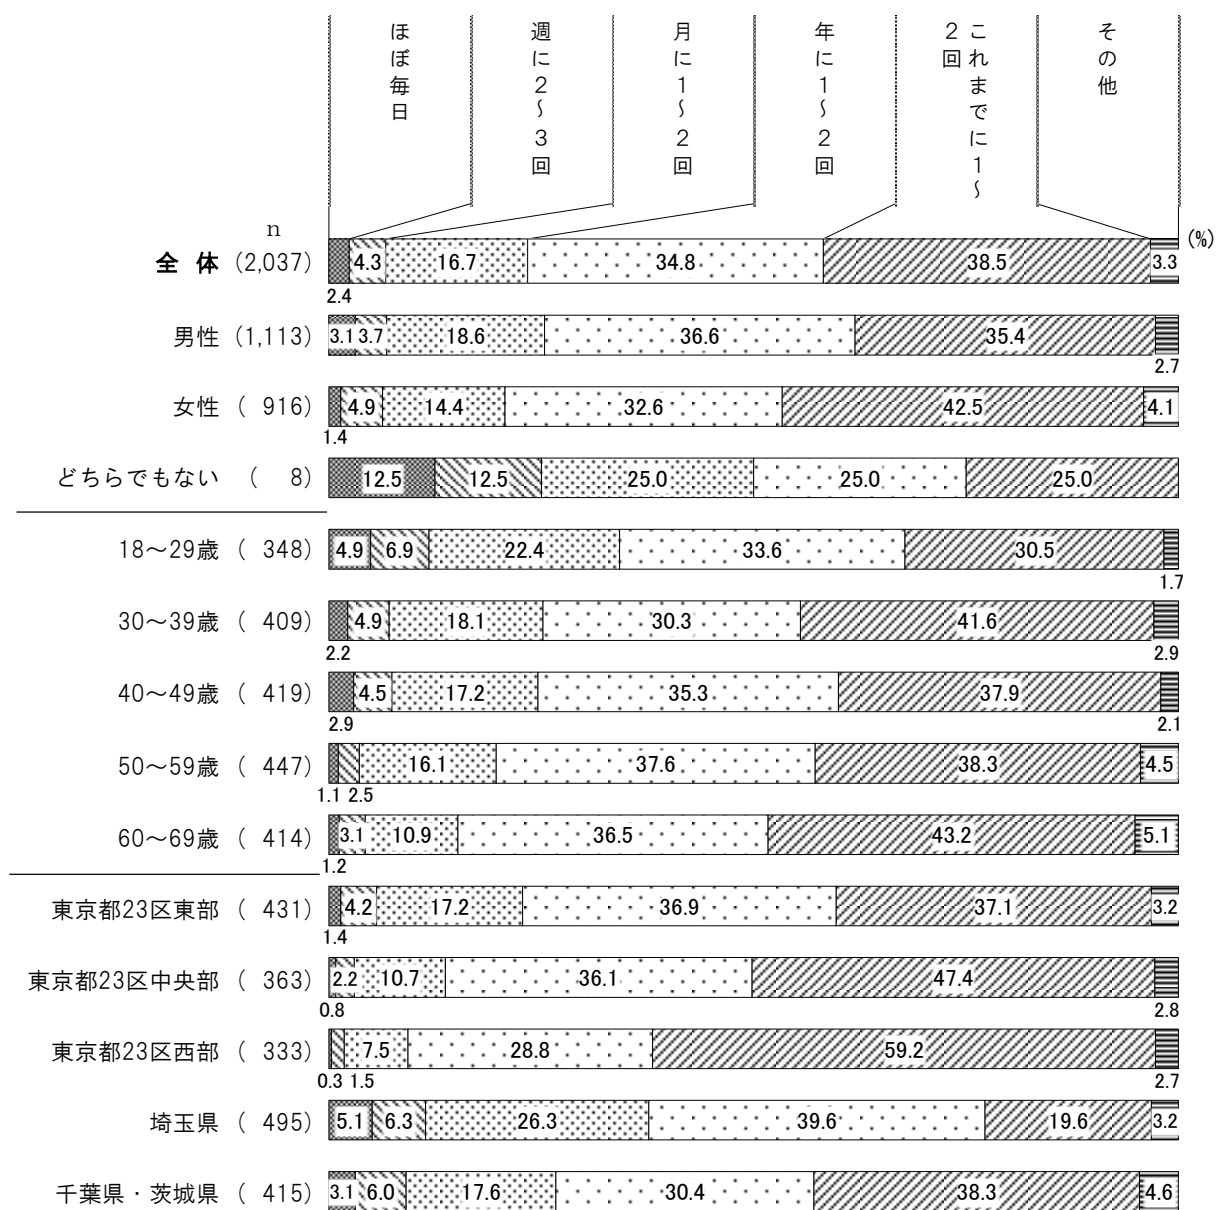 ほぼ毎日
週に2～3回
月に1～2回
年に1～2回
これまでに1～
2回
その他
n
(%)
全 体 (2,037) 4.3 16.7 34.8 38.5 3.3
2.4
男性 (1,113) 3.1 3.7 18.6 36.6 35.4
2.7
女性 ( 916) 4.9 14.4 32.6 42.5 4.1
1.4
どちらでもない ( 8) 12.5 12.5 25.0 25.0 25.0
18～29歳 ( 348) 4.9 6.9 22.4 33.6 30.5
1.7
30～39歳 ( 409) 4.9 18.1 30.3 41.6
2.2 2.9
40～49歳 ( 419) 4.5 17.2 35.3 37.9
2.9 2.1
50～59歳 ( 447) 16.1 37.6 38.3 4.5
1.1 2.5
60～69歳 ( 414) 3.1 10.9 36.5 43.2 5.1
1.2
東京都23区東部 ( 431) 4.2 17.2 36.9 37.1 3.2
1.4
東京都23区中央部 ( 363) 2.2 10.7 36.1 47.4
0.8 2.8
東京都23区西部 ( 333) 7.5 28.8 59.2
0.3 1.5 2.7
埼玉県 ( 495) 5.1 6.3 26.3 39.6 19.6 3.2
千葉県・茨城県 ( 415) 3.1 6.0 17.6 30.4 38.3 4.6